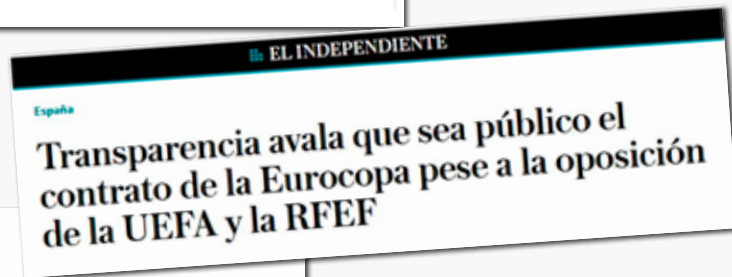 EL INDEPENDIENTE
España
Transparencia avala que sea público el
contrato de la Eurocopa pese a la oposición
de la UEFA y la RFEF